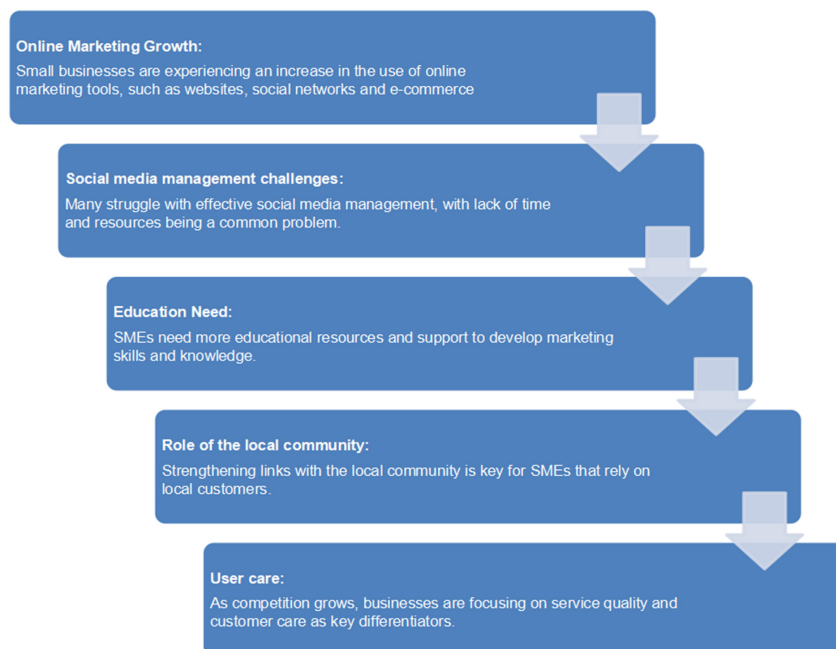 Online Marketing Growth:
Small businesses are experiencing an increase in the use of online
marketing tools, such as websites, social networks and e-commerce
Social media management challenges:
Many struggle with effective social media management, with lack of time
and resources being a common problem.
Education Need:
SMEs need more educational resources and support to develop marketing
skills and knowledge.
Role of the local community:
Strengthening links with the local community is key for SMEs that rely on
local customers.
User care:
As competition grows, businesses are focusing on service quality and
customer care as key differentiators.